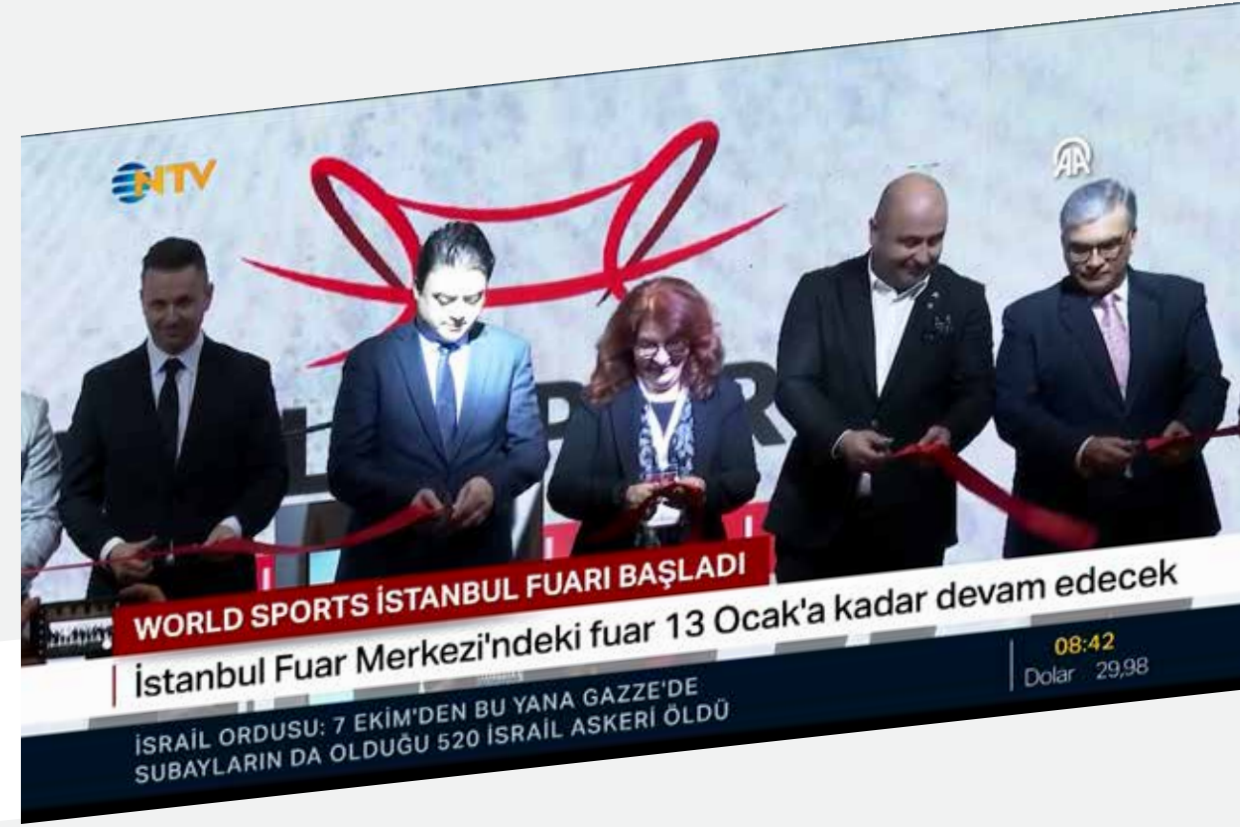 NTV
AA
WORLD SPORTS İSTANBUL FUARI BAŞLADI
İstanbul Fuar Merkezi'ndeki fuar 13 Ocak'a kadar devam edecek
08:42
Dolar 29,98
İSRAİL ORDUSU: 7 EKİM'DEN BU YANA GAZZE'DE
SUBAYLARIN DA OLDUĞU 520 İSRAİL ASKERİ ÖLDÜ